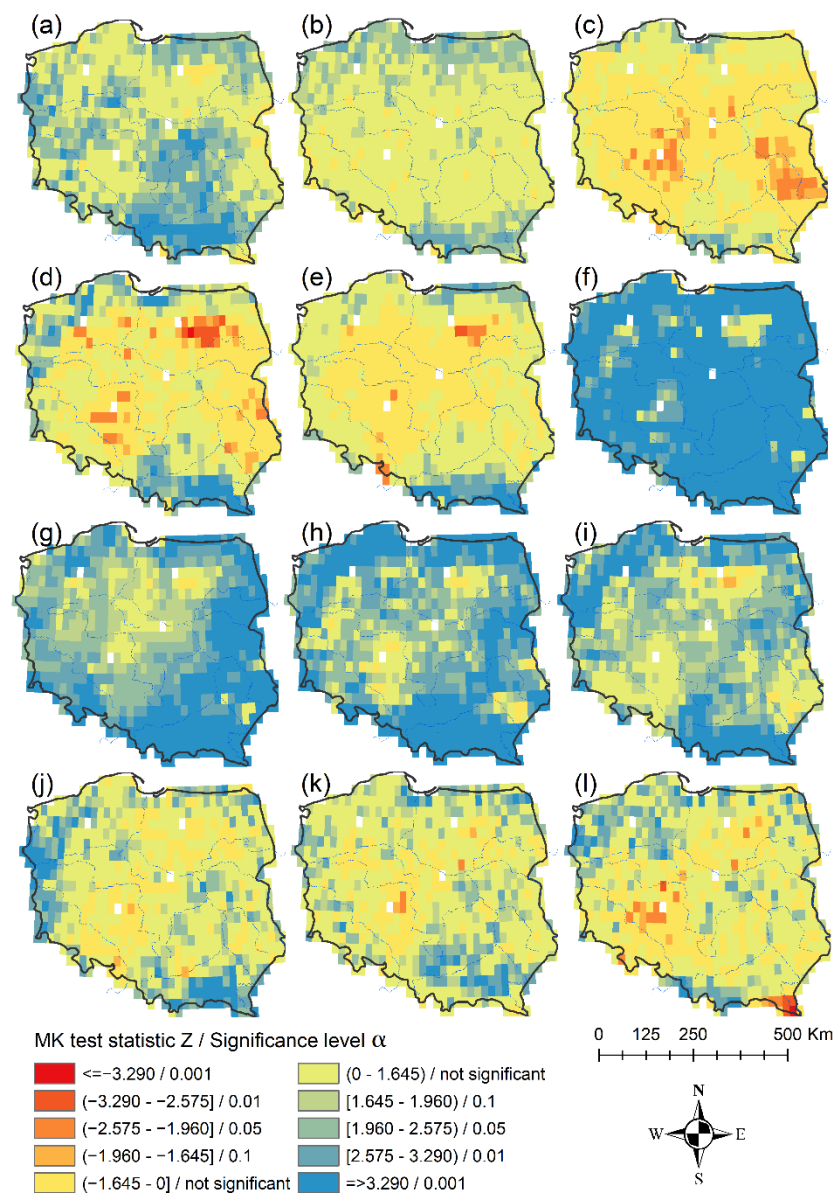 (a) (b) (c)
(d) (e) (f)
(g) (h) (i)
(j) (k) (l)
MK test statistic Z / Significance level α
<=−3.290 / 0.001
(−3.290 - −2.575] / 0.01
(−2.575 - −1.960] / 0.05
(−1.960 - −1.645] / 0.1
(−1.645 - 0] / not significant
(0 - 1.645) / not significant
[1.645 - 1.960) / 0.1
[1.960 - 2.575) / 0.05
[2.575 - 3.290) / 0.01
=>3.290 / 0.001
0 125 250 500 Km
N
W E
S